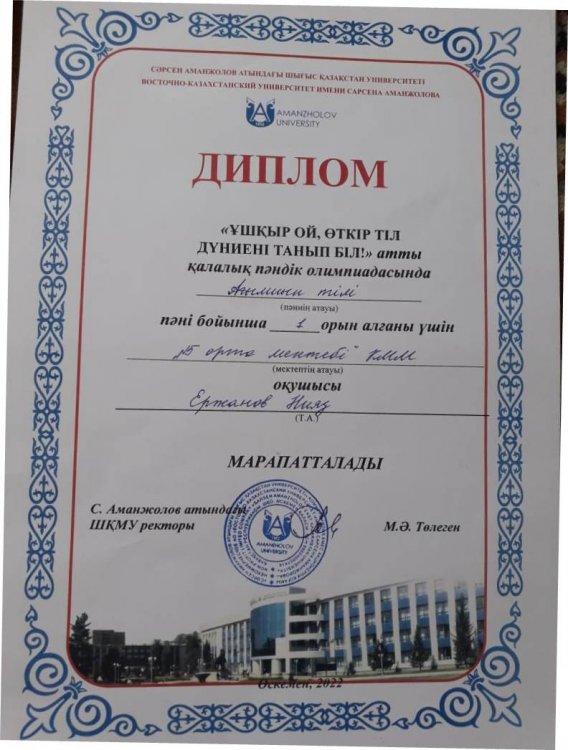 СӘРСЕН АМАНЖОЛОВ АТЫНДАҒЫ ШЫҒЫС ҚАЗАҚСТАН УНИВЕРСИТЕТІ
ВОСТОЧНО-КАЗАХСТАНСКИЙ УНИВЕРСИТЕТ ИМЕНИ САРСЕНА АМАНЖОЛОВА
AMANZHOLOV
UNIVERSITY
ДИПЛОМ
«ҰШҚЫР ОЙ, ӨТКІР ТІЛ
ДҮНИЕНІ ТАНЫП БІЛ!» атты
қалалық пәндік олимпиадасында
Ағылшын тілі
(пәннің атауы)
пәні бойынша 1 орын алғаны үшін
орта мектебі" КММ
(мектептің атауы)
оқушысы
Ержанов Нияз
(Т.А.)
МАРАПАТТАЛАДЫ
С. Аманжолов атындағы
ШҚМУ ректоры
М.Ә. Төлеген
AMANZHOLOV
UNIVERSITY
Өскемен, 2022